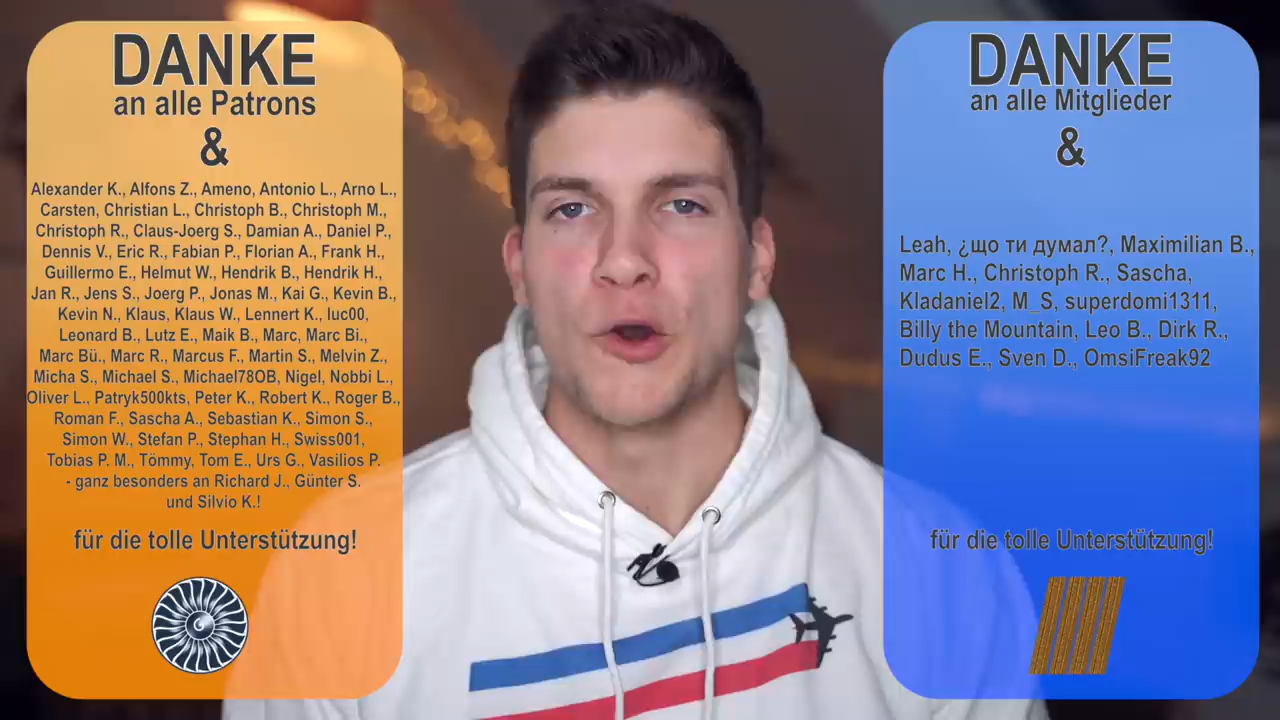 DANKE
an alle Patrons
&
Alexander K., Alfons Z., Ameno, Antonio L., Arno L.,
Carsten, Christian L., Christoph B., Christoph M.,
Christoph R., Claus-Joerg S., Damian A., Daniel P.,
Dennis V., Eric R., Fabian P., Florian A., Frank H.,
Guillermo E., Helmut W., Hendrik B., Hendrik H.,
Jan R., Jens S., Joerg P., Jonas M., Kai G., Kevin B.,
Kevin N., Klaus, Klaus W., Lennert K., luc00,
Leonard B., Lutz E., Maik B., Marc, Marc Bi.,
Marc Bü., Marc R., Marcus F., Martin S., Melvin Z.,
Micha S., Michael S., Michael78OB, Nigel, Nobbi L.,
Oliver L., Patryk500kts, Peter K., Robert K., Roger B.,
Roman F., Sascha A., Sebastian K., Simon S.,
Simon W., Stefan P., Stephan H., Swiss001,
Tobias P. M., Tömmy, Tom E., Urs G., Vasilios P.
- ganz besonders an Richard J., Günter S.
und Silvio K.!
für die tolle Unterstützung!
DANKE
an alle Mitglieder
&
Leah, ¿що ти думал?, Maximilian B.,
Marc H., Christoph R., Sascha,
Kladaniel2, M_S, superdomi1311,
Billy the Mountain, Leo B., Dirk R.,
Dudus E., Sven D., OmsiFreak92
für die tolle Unterstützung!